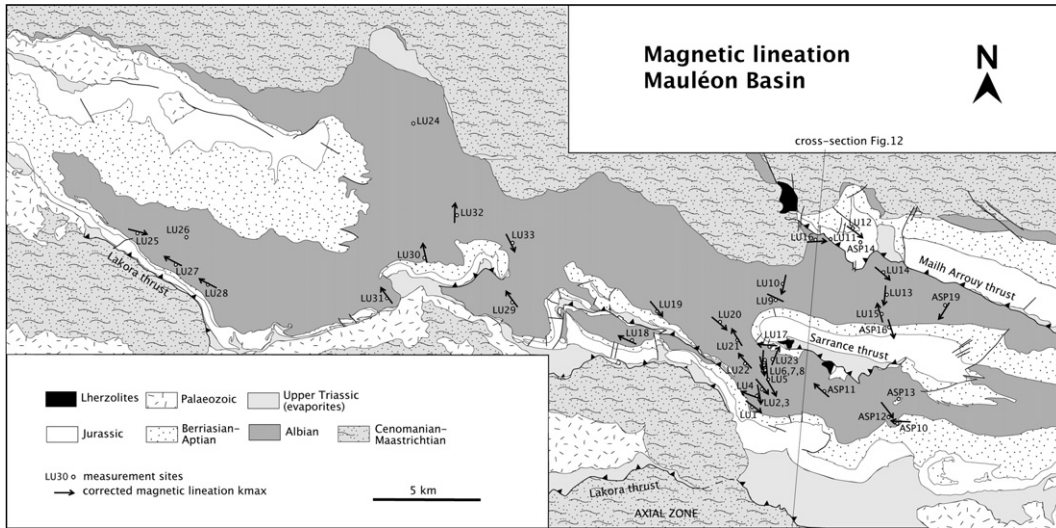 Magnetic lineation
Mauléon Basin
N
cross-section Fig.12
LU24
LU32
LU33
LU25
LU26
LU30
LU27
LU28
LU31
LU29
Lakora thrust
LU19
LU18
LU20
LU21
LU22
LU17
LU23
LU6,7,8
LU5
LU4
LU2,3
LU1
LU10
LU9
LU12
LU16
LU11
ASP14
LU14
LU13
LU15
ASP19
ASP16
Mailh Arrouy thrust
Sarrance thrust
ASP11
ASP13
ASP12
ASP10
Lakora thrust
AXIAL ZONE
Lherzolites
Palaeozoic
Upper Triassic
(evaporites)
Jurassic
Berriasian-
Aptian
Albian
Cenomanian-
Maastrichtian
LU30 measurement sites
corrected magnetic lineation kmax
5 km